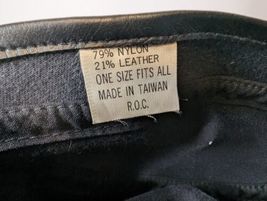 79% NYLON
21% LEATHER
ONE SIZE FITS ALL
MADE IN TAIWAN
R.O.C.